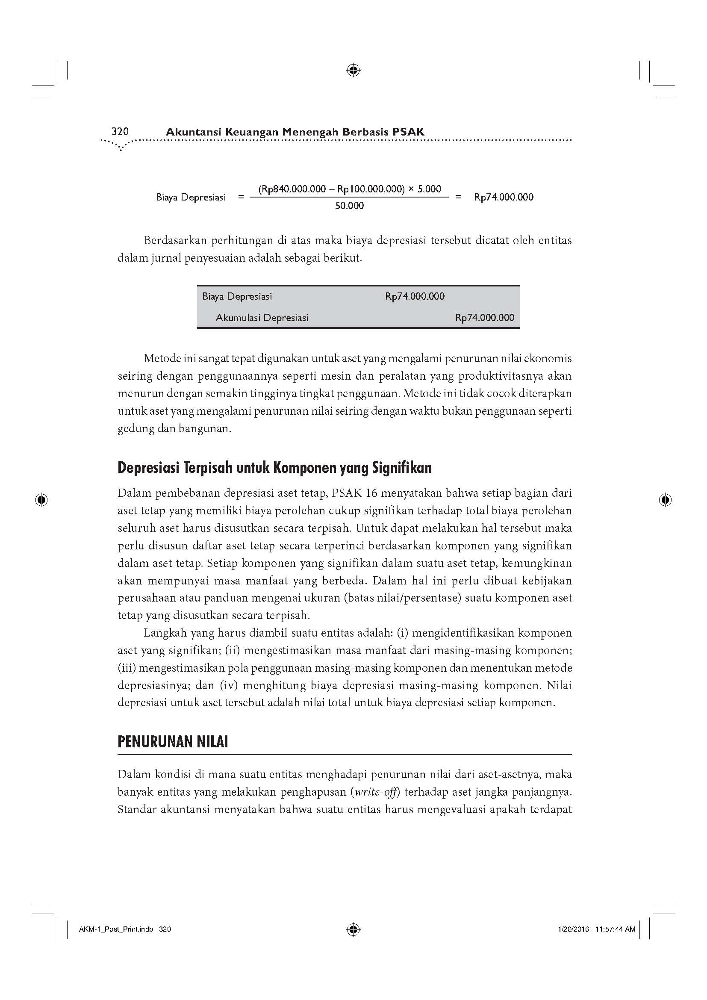 320 Akuntansi Keuangan Menengah Berbasis PSAK
(Rp840.000.000 – Rp100.000.000) × 5.000
Biaya Depresiasi = = Rp74.000.000
50.000
Berdasarkan perhitungan di atas maka biaya depresiasi tersebut dicatat oleh entitas
dalam jurnal penyesuaian adalah sebagai berikut.
Biaya Depresiasi Rp74.000.000
Akumulasi Depresiasi Rp74.000.000
Metode ini sangat tepat digunakan untuk aset yang mengalami penurunan nilai ekonomis
seiring dengan penggunaannya seperti mesin dan peralatan yang produktivitasnya akan
menurun dengan semakin tingginya tingkat penggunaan. Metode ini tidak cocok diterapkan
untuk aset yang mengalami penurunan nilai seiring dengan waktu bukan penggunaan seperti
gedung dan bangunan.
Depresiasi Terpisah untuk Komponen yang Signifikan
Dalam pembebanan depresiasi aset tetap, PSAK 16 menyatakan bahwa setiap bagian dari
aset tetap yang memiliki biaya perolehan cukup signifikan terhadap total biaya perolehan
seluruh aset harus disusutkan secara terpisah. Untuk dapat melakukan hal tersebut maka
perlu disusun daftar aset tetap secara terperinci berdasarkan komponen yang signifikan
dalam aset tetap. Setiap komponen yang signifikan dalam suatu aset tetap, kemungkinan
akan mempunyai masa manfaat yang berbeda. Dalam hal ini perlu dibuat kebijakan
perusahaan atau panduan mengenai ukuran (batas nilai/persentase) suatu komponen aset
tetap yang disusutkan secara terpisah.
Langkah yang harus diambil suatu entitas adalah: (i) mengidentifikasikan komponen
aset yang signifikan; (ii) mengestimasikan masa manfaat dari masing-masing komponen;
(iii) mengestimasikan pola penggunaan masing-masing komponen dan menentukan metode
depresiasinya; dan (iv) menghitung biaya depresiasi masing-masing komponen. Nilai
depresiasi untuk aset tersebut adalah nilai total untuk biaya depresiasi setiap komponen.
PENURUNAN NILAI
Dalam kondisi di mana suatu entitas menghadapi penurunan nilai dari aset-asetnya, maka
banyak entitas yang melakukan penghapusan (write-off) terhadap aset jangka panjangnya.
Standar akuntansi menyatakan bahwa suatu entitas harus mengevaluasi apakah terdapat
AKM-1_Post_Print.indb 320 1/20/2016 11:57:44 AM